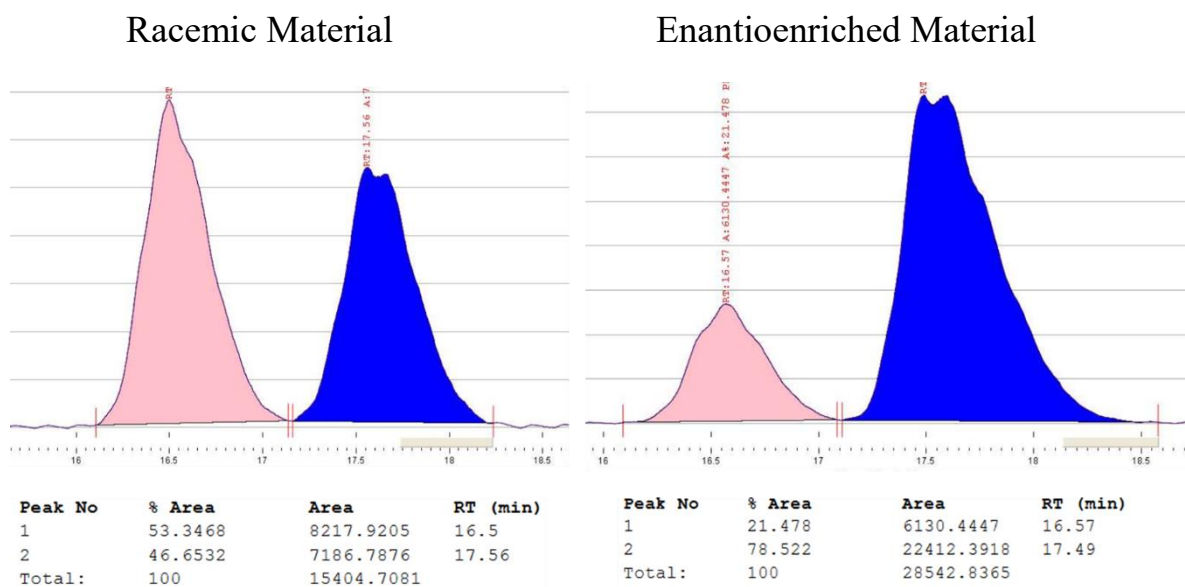 Racemic Material
Enantioenriched Material
RT
RT:17.56 A:7
RT:16.57 A:6130.4447 A%:21.478 P
RT
16 16.5 17 17.5 18 18.5
16 16.5 17 17.5 18 18.5
Peak No % Area Area RT (min)
1 53.3468 8217.9205 16.5
2 46.6532 7186.7876 17.56
Total: 100 15404.7081
Peak No % Area Area RT (min)
1 21.478 6130.4447 16.57
2 78.522 22412.3918 17.49
Total: 100 28542.8365